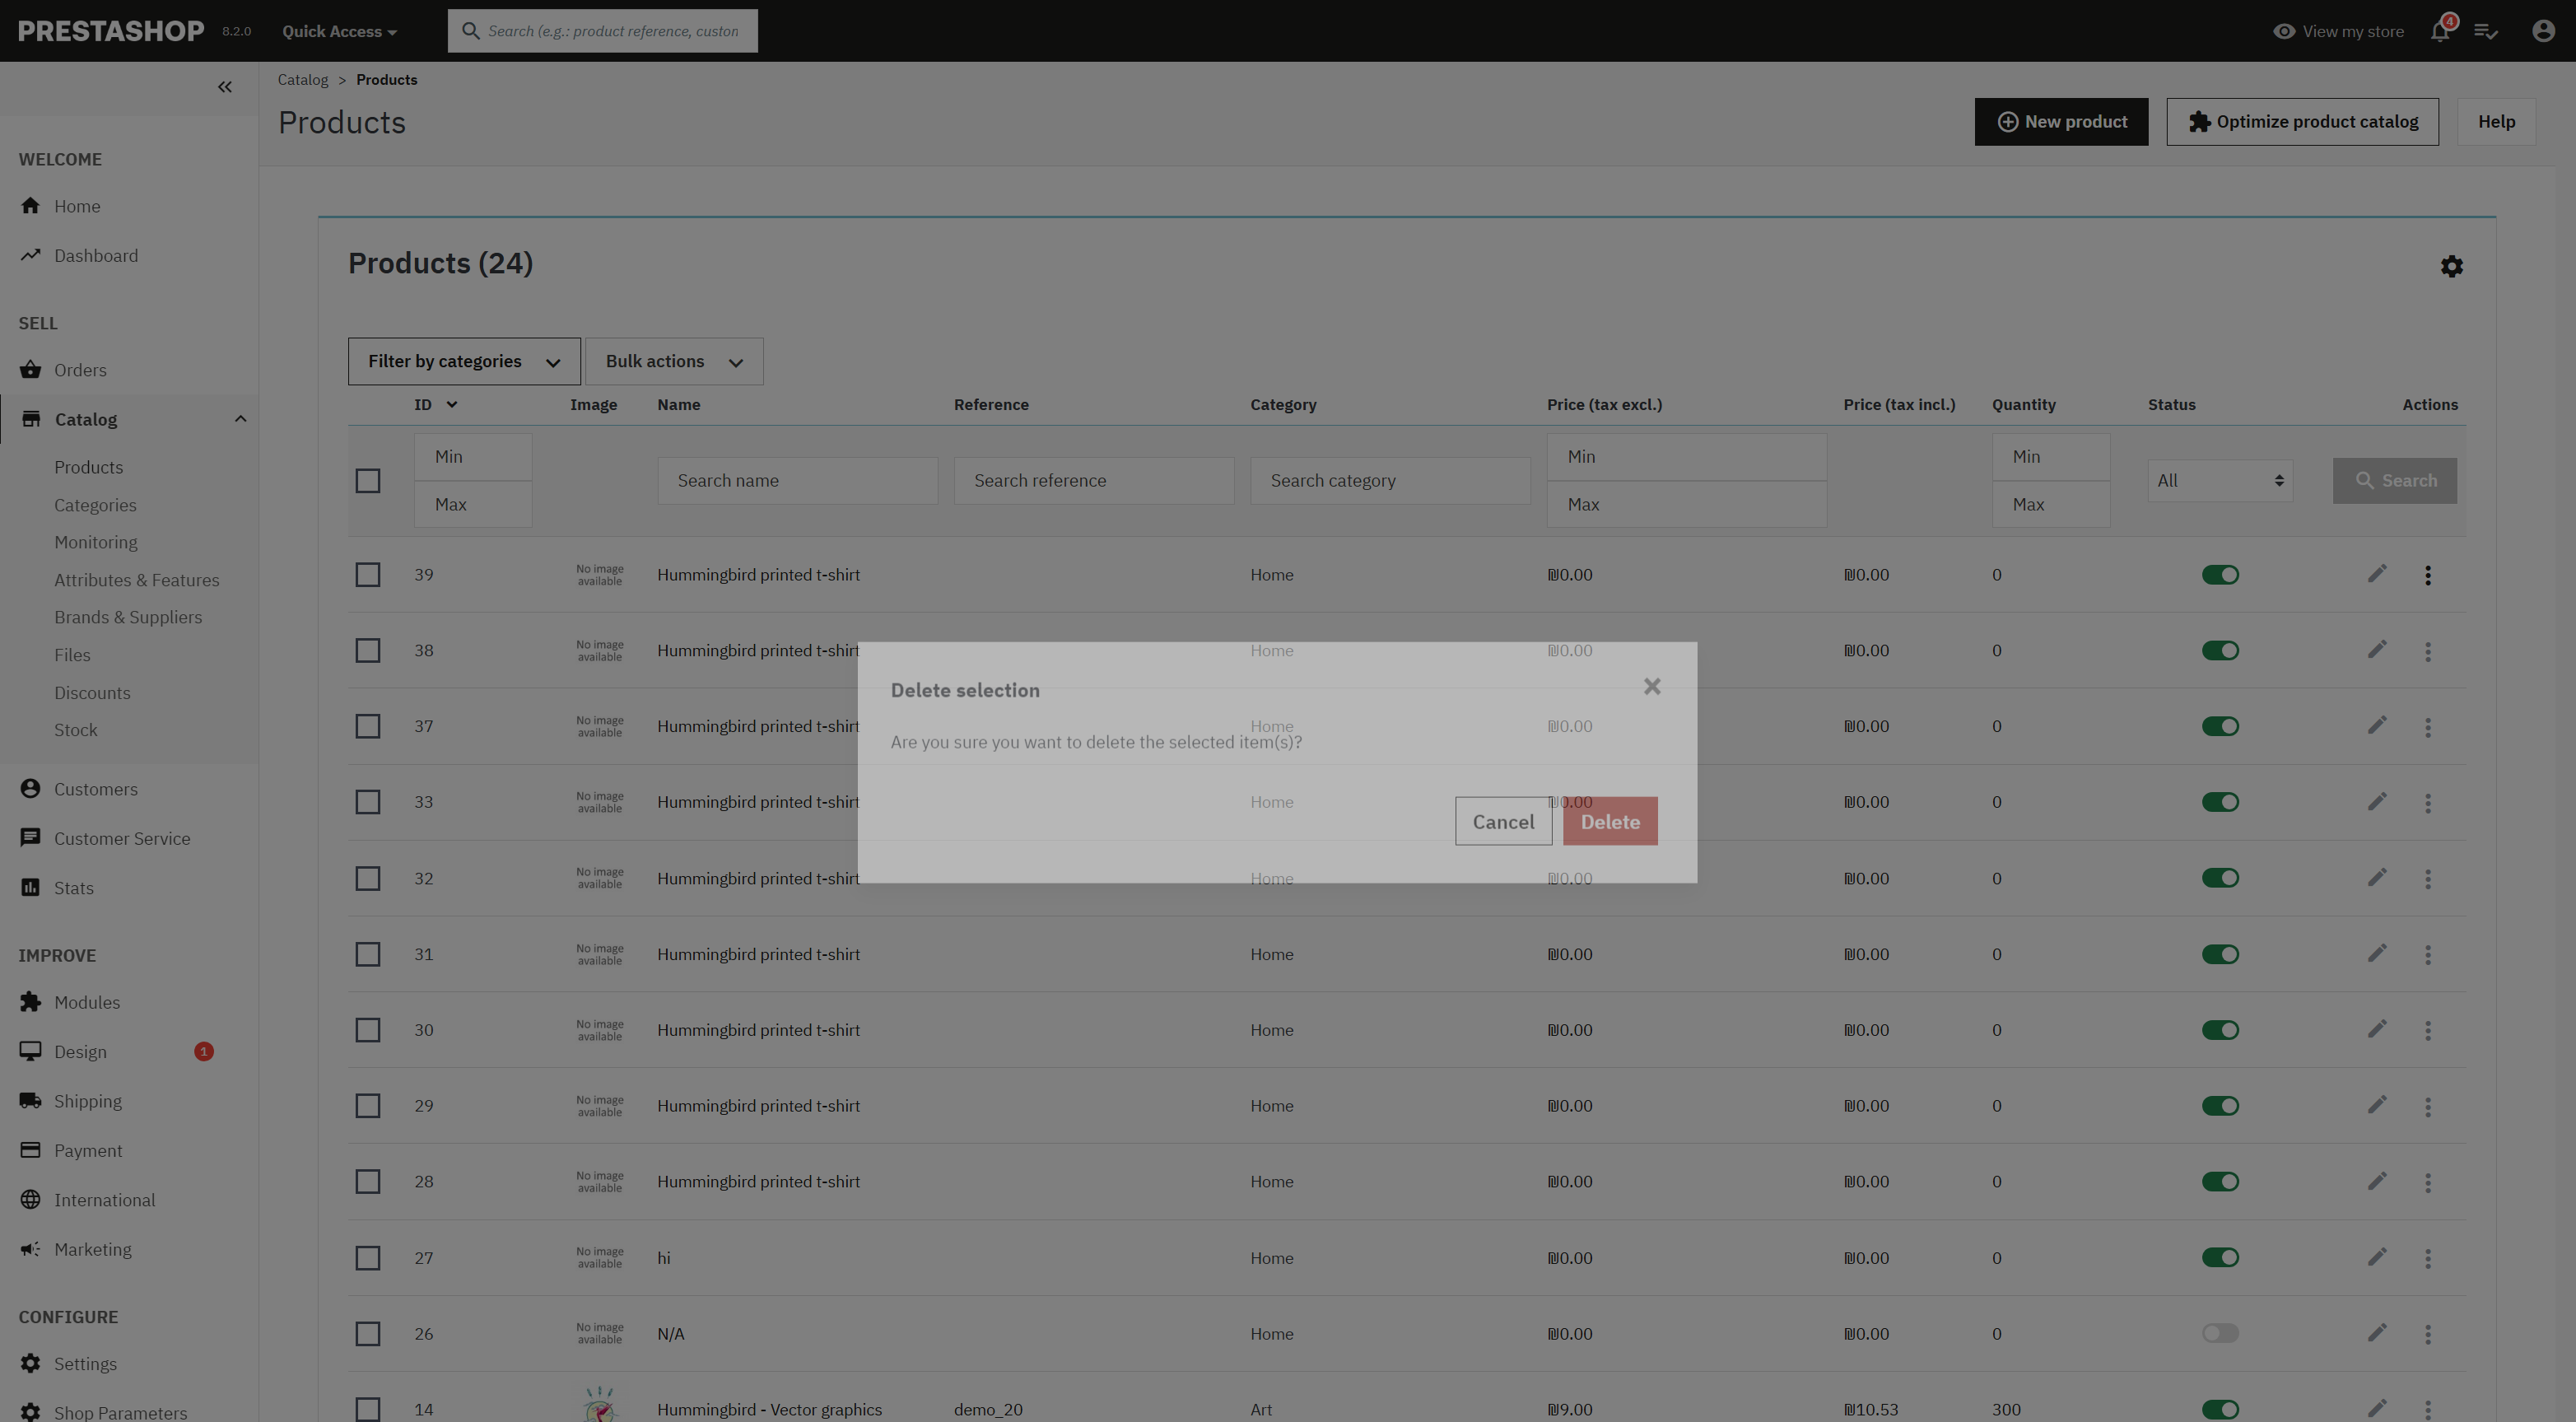 PRESTASHOP 8.2.0 Quick Access Search (e.g.: product reference, custon View my store 4
Catalog > Products
Products
New product Optimize product catalog Help
WELCOME
Home
Dashboard
SELL
Orders
Catalog
Products
Categories
Monitoring
Attributes & Features
Brands & Suppliers
Files
Discounts
Stock
Customers
Customer Service
Stats
IMPROVE
Modules
Design 1
Shipping
Payment
International
Marketing
CONFIGURE
Settings
Shop Parameters
Products (24)
Filter by categories Bulk actions
ID Image Name Reference Category Price (tax excl.) Price (tax incl.) Quantity Status Actions
Min Min Min
Search name Search reference Search category All Search
Max Max Max
39 No image available Hummingbird printed t-shirt Home ₪0.00 ₪0.00 0
38 No image available Hummingbird printed t-shirt Home ₪0.00 ₪0.00 0
37 No image available Hummingbird printed t-shirt Home ₪0.00 ₪0.00 0
33 No image available Hummingbird printed t-shirt Home ₪0.00 ₪0.00 0
32 No image available Hummingbird printed t-shirt Home ₪0.00 ₪0.00 0
31 No image available Hummingbird printed t-shirt Home ₪0.00 ₪0.00 0
30 No image available Hummingbird printed t-shirt Home ₪0.00 ₪0.00 0
29 No image available Hummingbird printed t-shirt Home ₪0.00 ₪0.00 0
28 No image available Hummingbird printed t-shirt Home ₪0.00 ₪0.00 0
27 No image available hi Home ₪0.00 ₪0.00 0
26 No image available N/A Home ₪0.00 ₪0.00 0
14 Hummingbird - Vector graphics demo_20 Art ₪9.00 ₪10.53 300
Delete selection
Are you sure you want to delete the selected item(s)?
Cancel Delete